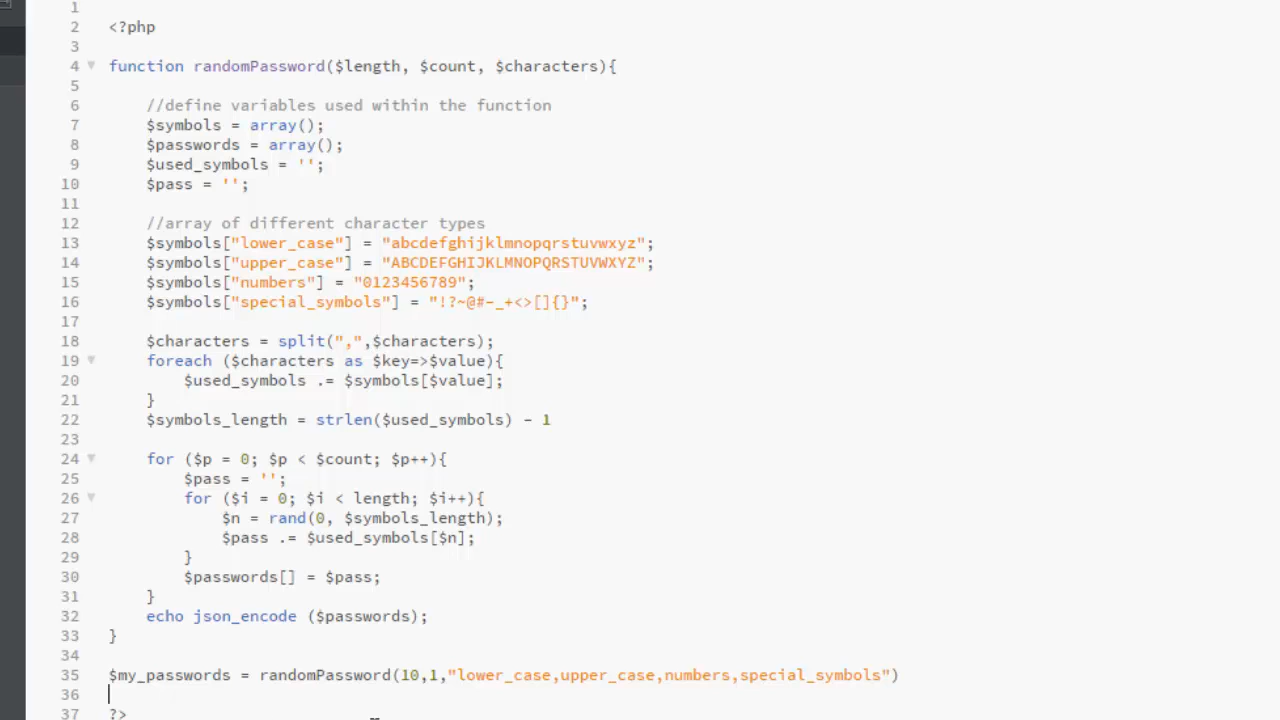 1
2 <?php
3
4 function randomPassword($length, $count, $characters){
5
6 //define variables used within the function
7 $symbols = array();
8 $passwords = array();
9 $used_symbols = '';
10 $pass = '';
11
12 //array of different character types
13 $symbols["lower_case"] = "abcdefghijklmnopqrstuvwxyz";
14 $symbols["upper_case"] = "ABCDEFGHIJKLMNOPQRSTUVWXYZ";
15 $symbols["numbers"] = "0123456789";
16 $symbols["special_symbols"] = "!?~@#-_+<>[]{}";
17
18 $characters = split(",",$characters);
19 foreach ($characters as $key=>$value){
20 $used_symbols .= $symbols[$value];
21 }
22 $symbols_length = strlen($used_symbols) - 1
23
24 for ($p = 0; $p < $count; $p++){
25 $pass = '';
26 for ($i = 0; $i < length; $i++){
27 $n = rand(0, $symbols_length);
28 $pass .= $used_symbols[$n];
29 }
30 $passwords[] = $pass;
31 }
32 echo json_encode ($passwords);
33 }
34
35 $my_passwords = randomPassword(10,1,"lower_case,upper_case,numbers,special_symbols")
36
37 ?>